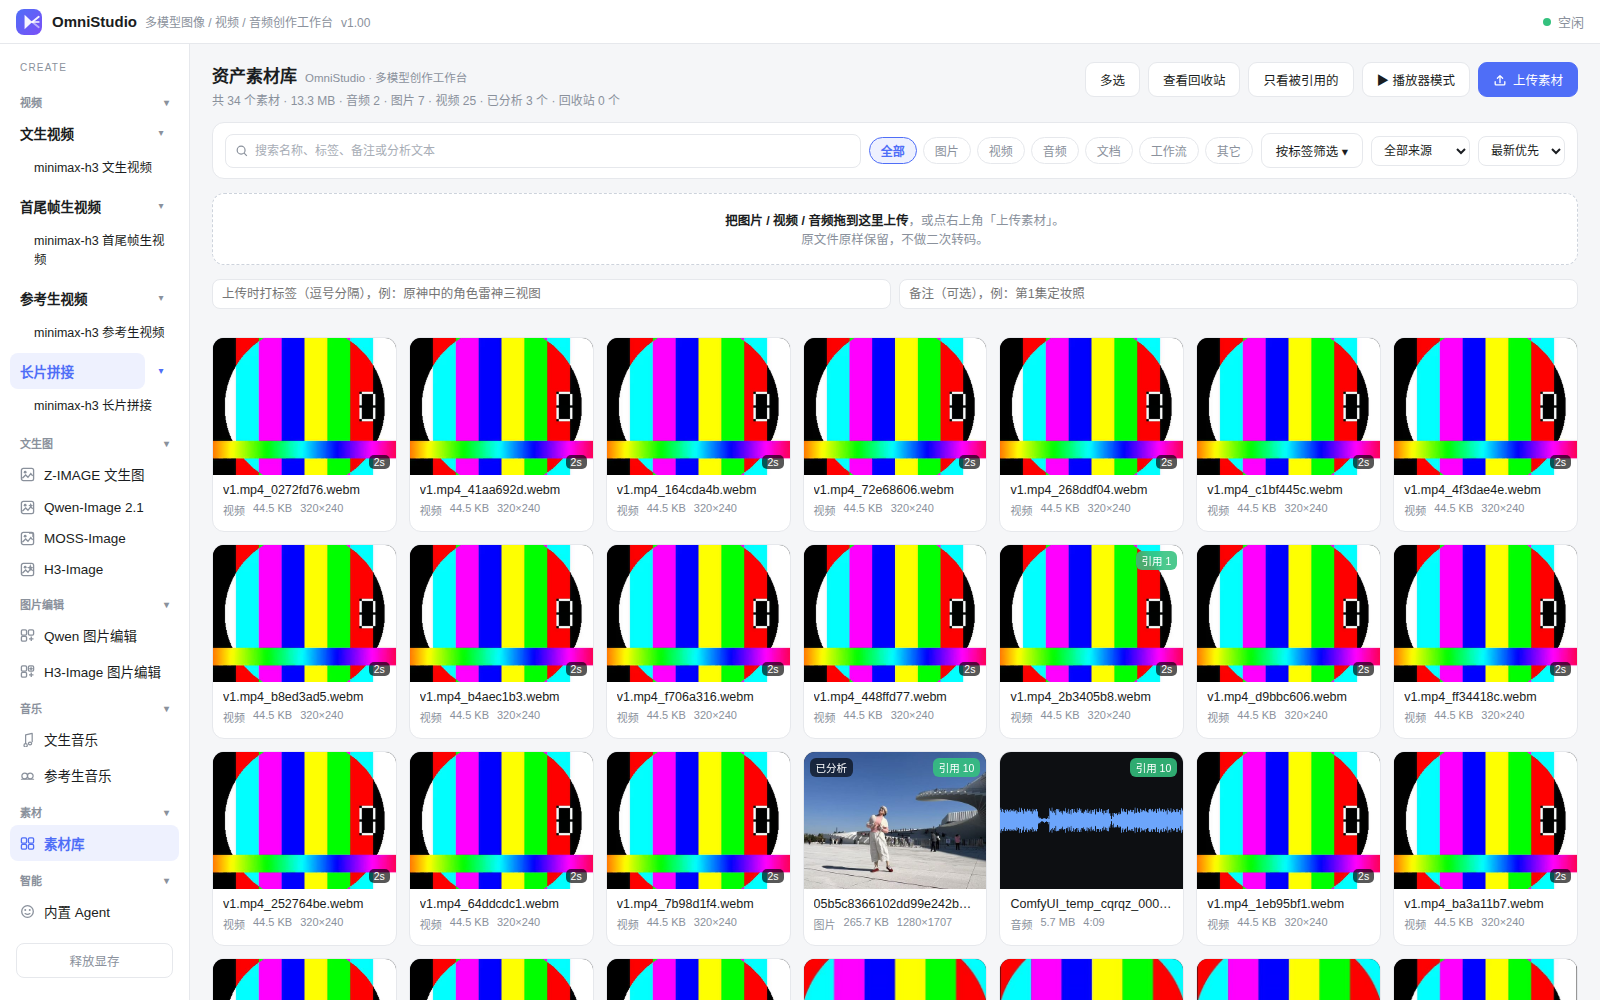 OmniStudio 多模型图像 / 视频 / 音频创作工作台 v1.00
空闲
CREATE
视频
文生视频
minimax-h3 文生视频
首尾帧生视频
minimax-h3 首尾帧生视
频
参考生视频
minimax-h3 参考生视频
长片拼接
minimax-h3 长片拼接
文生图
Z-IMAGE 文生图
Qwen-Image 2.1
MOSS-Image
H3-Image
图片编辑
Qwen 图片编辑
H3-Image 图片编辑
音乐
文生音乐
参考生音乐
素材
素材库
智能
内置 Agent
释放显存
资产素材库 OmniStudio · 多模型创作工作台
共 34 个素材 · 13.3 MB · 音频 2 · 图片 7 · 视频 25 · 已分析 3 个 · 回收站 0 个
多选 查看回收站 只看被引用的 ▶ 播放器模式 上传素材
搜索名称、标签、备注或分析文本
全部 图片 视频 音频 文档 工作流 其它 按标签筛选 ▾ 全部来源 最新优先
把图片 / 视频 / 音频拖到这里上传，或点右上角「上传素材」。
原文件原样保留，不做二次转码。
上传时打标签（逗号分隔），例：原神中的角色雷神三视图
备注（可选），例：第1集定妆照
2s 2s 2s 2s 2s 2s 2s
v1.mp4_0272fd76.webm v1.mp4_41aa692d.webm v1.mp4_164cda4b.webm v1.mp4_72e68606.webm v1.mp4_268ddf04.webm v1.mp4_c1bf445c.webm v1.mp4_4f3dae4e.webm
视频 44.5 KB 320×240 视频 44.5 KB 320×240 视频 44.5 KB 320×240 视频 44.5 KB 320×240 视频 44.5 KB 320×240 视频 44.5 KB 320×240 视频 44.5 KB 320×240
引用 1
2s 2s 2s 2s 2s 2s 2s
v1.mp4_b8ed3ad5.webm v1.mp4_b4aec1b3.webm v1.mp4_f706a316.webm v1.mp4_448ffd77.webm v1.mp4_2b3405b8.webm v1.mp4_d9bbc606.webm v1.mp4_ff34418c.webm
视频 44.5 KB 320×240 视频 44.5 KB 320×240 视频 44.5 KB 320×240 视频 44.5 KB 320×240 视频 44.5 KB 320×240 视频 44.5 KB 320×240 视频 44.5 KB 320×240
已分析 引用 10 引用 10
2s 2s 2s 2s 2s
v1.mp4_252764be.webm v1.mp4_64ddcdc1.webm v1.mp4_7b98d1f4.webm 05b5c8366102dd99e242b... ComfyUI_temp_cqrqz_000... v1.mp4_1eb95bf1.webm v1.mp4_ba3a11b7.webm
视频 44.5 KB 320×240 视频 44.5 KB 320×240 视频 44.5 KB 320×240 图片 265.7 KB 1280×1707 音频 5.7 MB 4:09 视频 44.5 KB 320×240 视频 44.5 KB 320×240